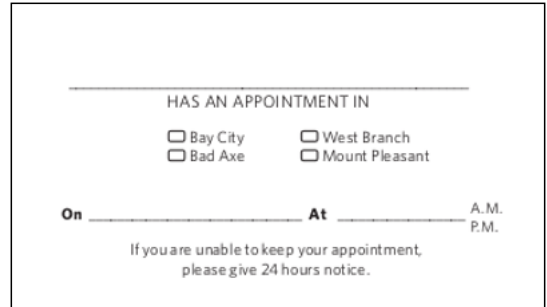 HAS AN APPOINTMENT IN
Bay City West Branch
Bad Axe Mount Pleasant
On At A.M.
P.M.
If you are unable to keep your appointment,
please give 24 hours notice.